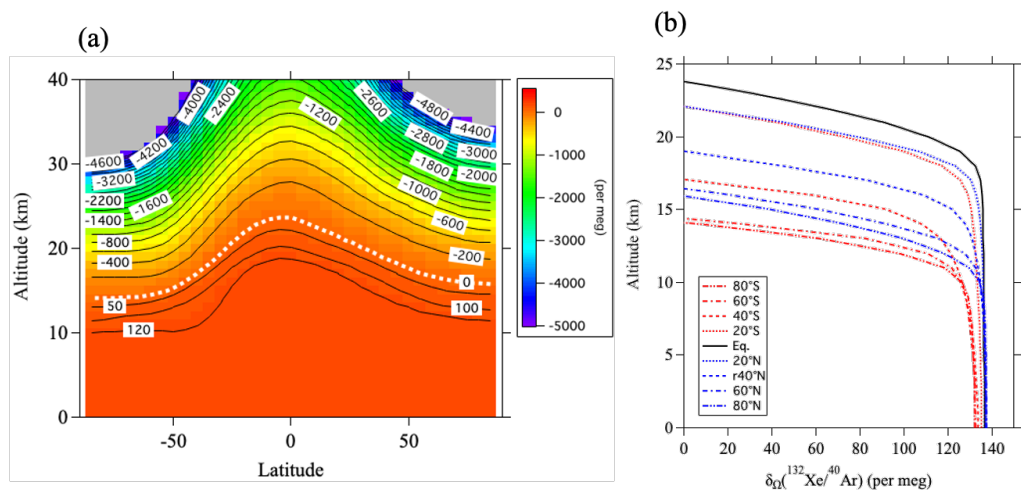 (a)
(b)
40
30
20
10
0
Altitude (km)
-50
0
50
Latitude
-4000
-2400
-1200
-2600
-4800
-4400
-4200
-4600
-3200
-2200
-1400
-1600
-800
-400
-2800
-3000
-1800
-2000
-1000
-600
-200
0
50
100
120
0
-1000
-2000
-3000
-4000
-5000
(per meg)
25
20
15
10
5
0
Altitude (km)
80°S
60°S
40°S
20°S
Eq.
20°N
r40°N
60°N
80°N
0 20 40 60 80 100 120 140
δΩ(132Xe/40Ar) (per meg)